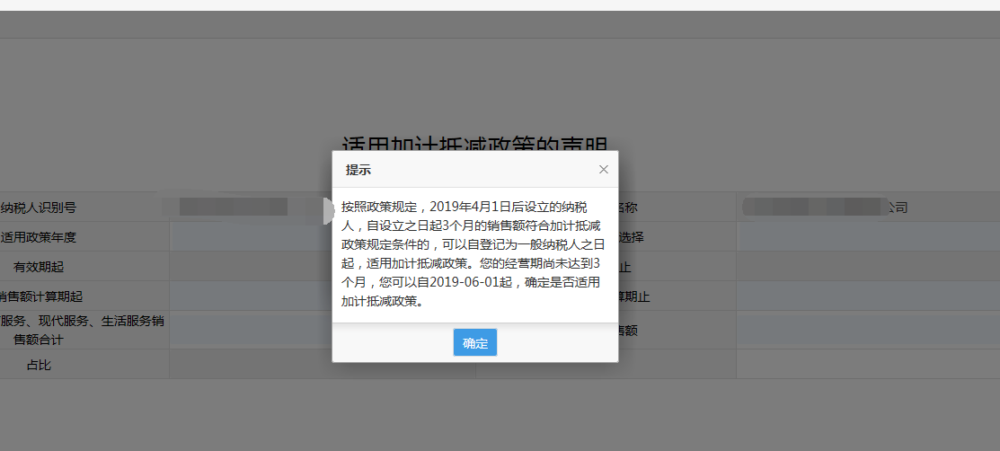 适用加计抵减政策的声明
提示
纳税人识别号
名称
公司
按照政策规定，2019年4月1日后设立的纳税
人，自设立之日起3个月的销售额符合加计抵减
政策规定条件的，可以自登记为一般纳税人之日
起，适用加计抵减政策。您的经营期尚未达到3
个月，您可以自2019-06-01起，确定是否适用
加计抵减政策。
适用政策年度
选择
有效期起
止
销售额计算期起
算期止
服务、现代服务、生活服务销
售额合计
售额
确定
占比